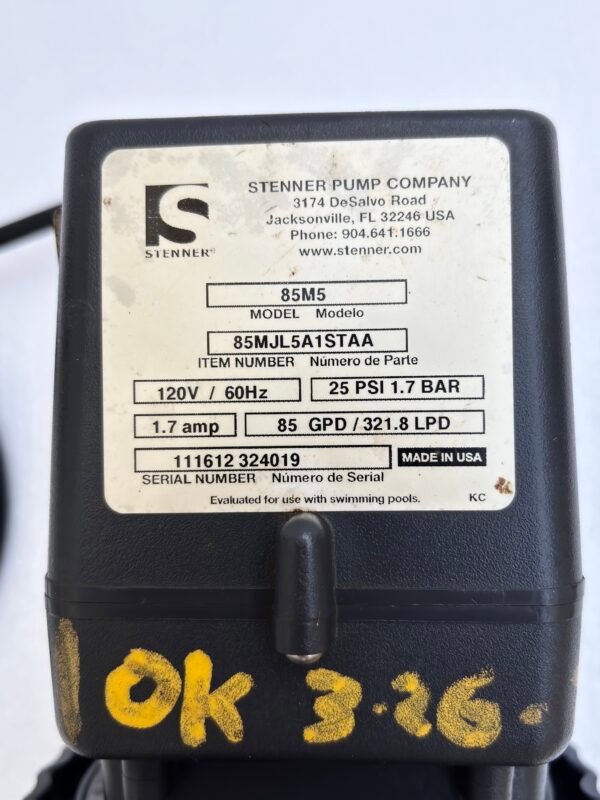 STENNER PUMP COMPANY
3174 DeSalvo Road
Jacksonville, FL 32246 USA
Phone: 904.641.1666
www.stenner.com
S
STENNER®
85M5
MODEL Modelo
85MJL5A1STAA
ITEM NUMBER Número de Parte
120V / 60Hz 25 PSI 1.7 BAR
1.7 amp 85 GPD / 321.8 LPD
111612 324019 MADE IN USA
SERIAL NUMBER Número de Serial
Evaluated for use with swimming pools. KC
OK 3.26.